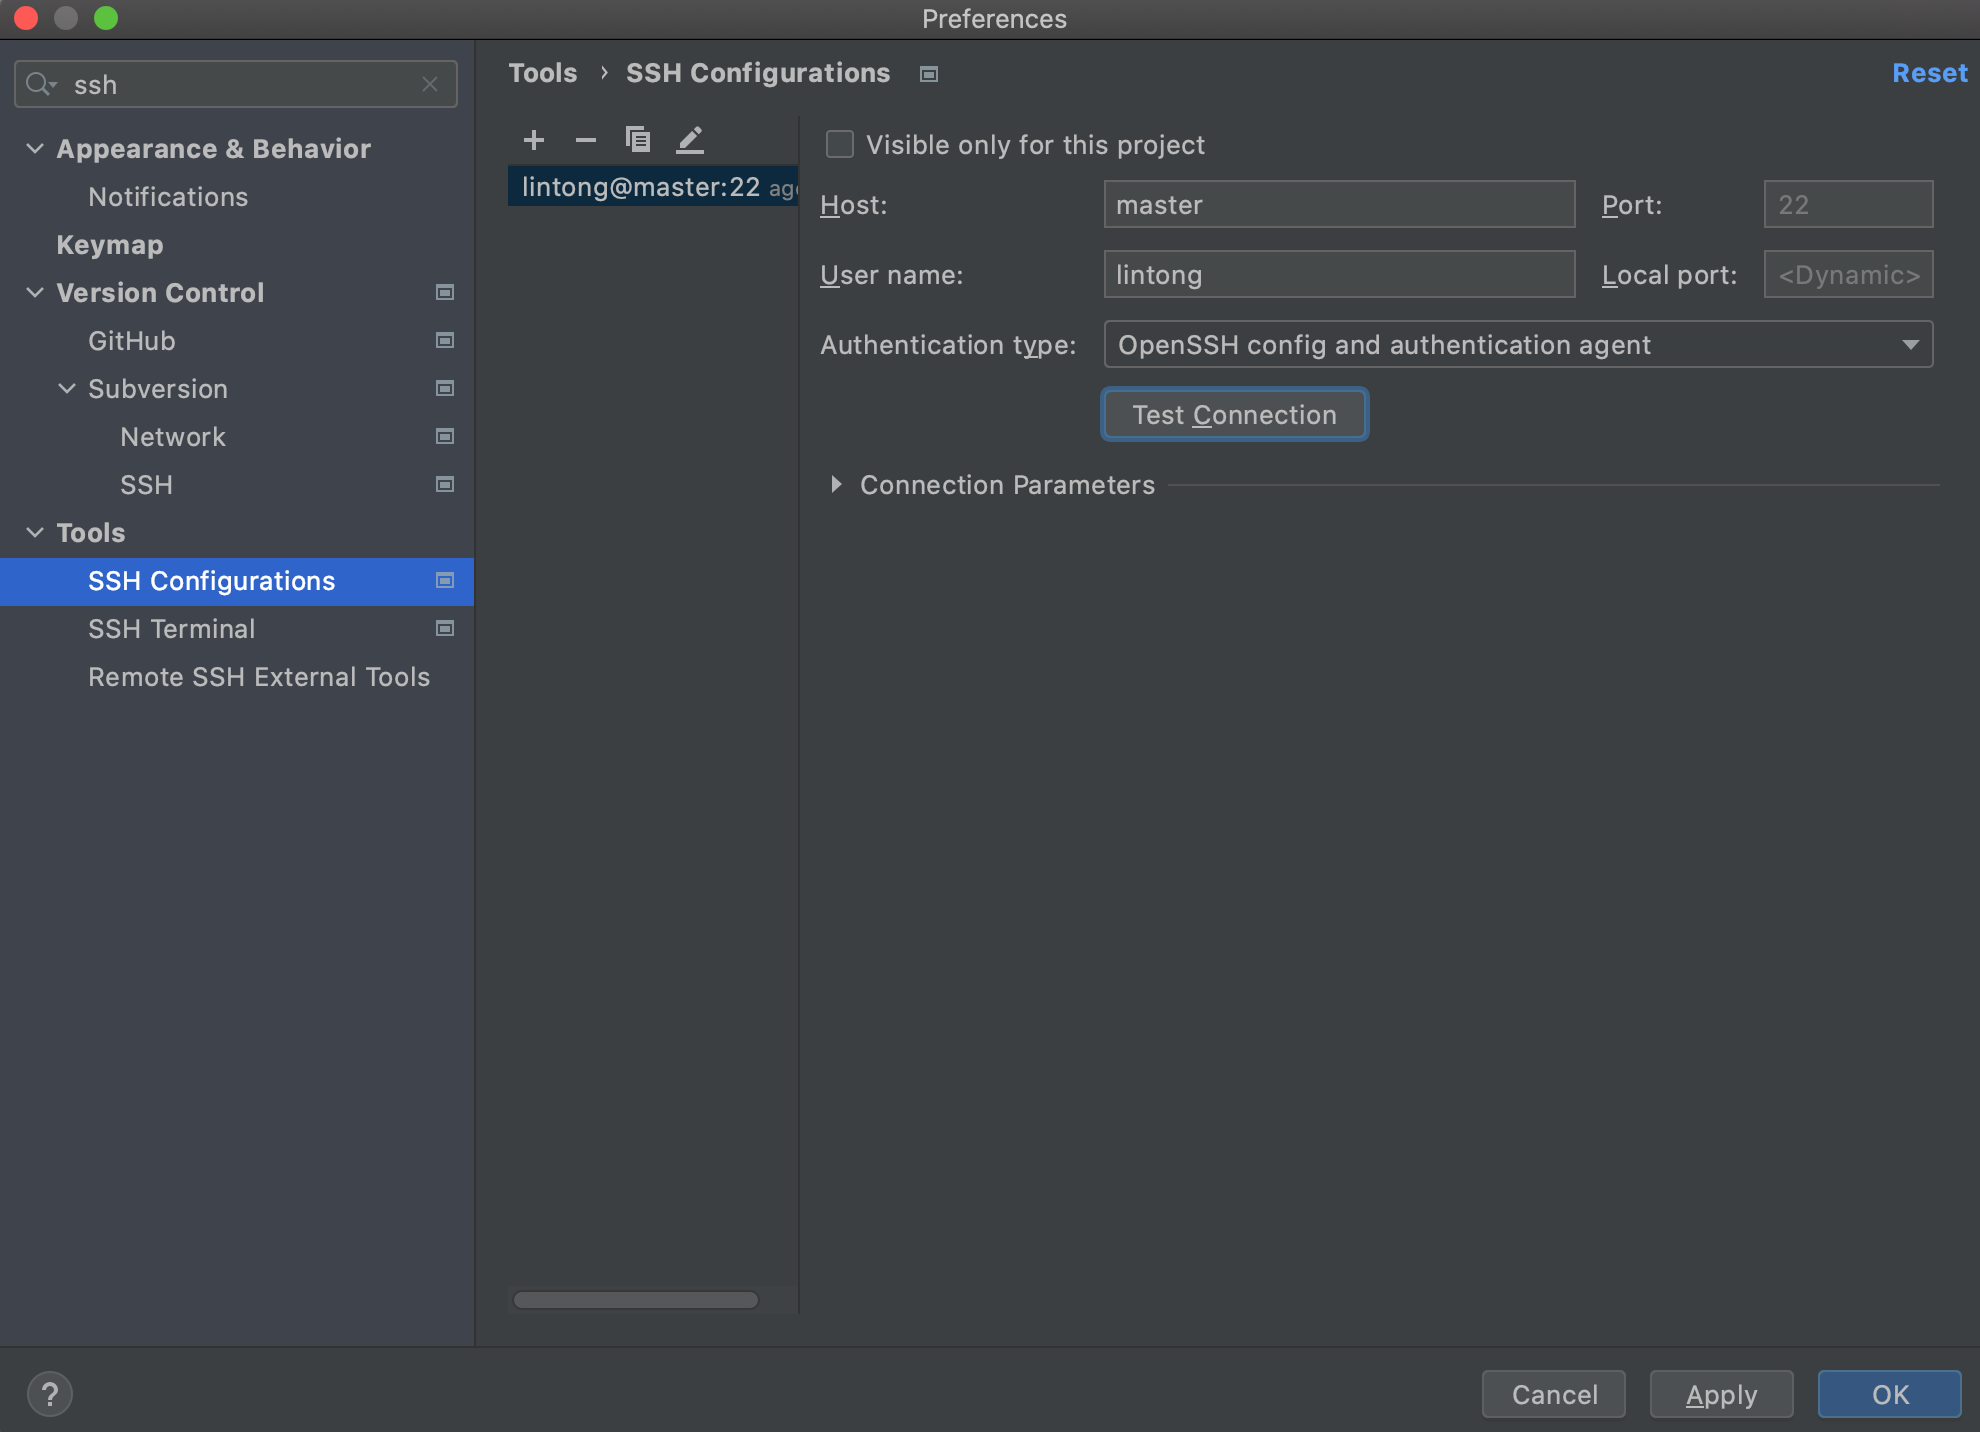 Preferences
ssh
Appearance & Behavior
Notifications
Keymap
Version Control
GitHub
Subversion
Network
SSH
Tools
SSH Configurations
SSH Terminal
Remote SSH External Tools
Tools › SSH Configurations
Reset
lintong@master:22
Visible only for this project
Host: master Port: 22
User name: lintong Local port: <Dynamic>
Authentication type: OpenSSH config and authentication agent
Test Connection
Connection Parameters
? Cancel Apply OK